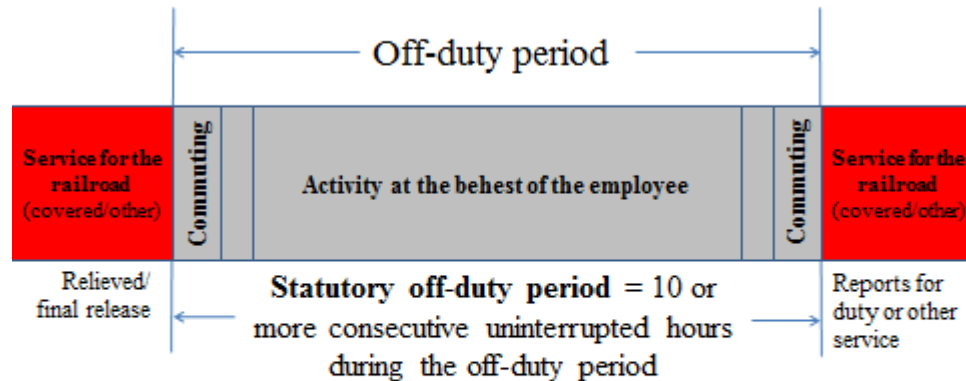 Off-duty period
Service for the
railroad
(covered/other)
Commuting
Activity at the behest of the employee
Commuting
Service for the
railroad
(covered/other)
Relieved/
final release
Statutory off-duty period = 10 or
more consecutive uninterrupted hours
during the off-duty period
Reports for
duty or other
service